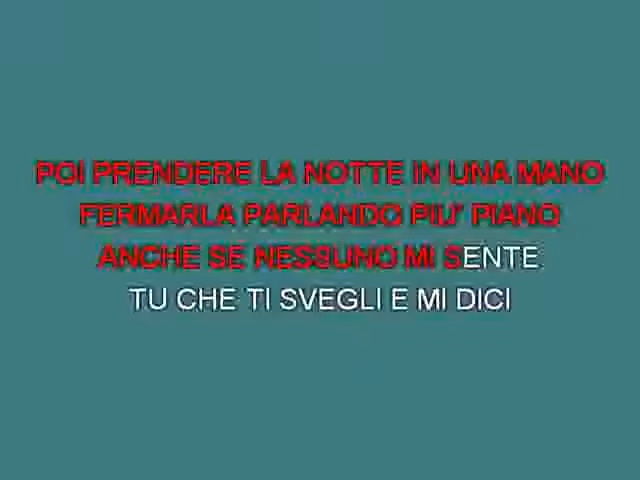 POI PRENDERE LA NOTTE IN UNA MANO
FERMARLA PARLANDO PIU' PIANO
ANCHE SE NESSUNO MI SENTE
TU CHE TI SVEGLI E MI DICI